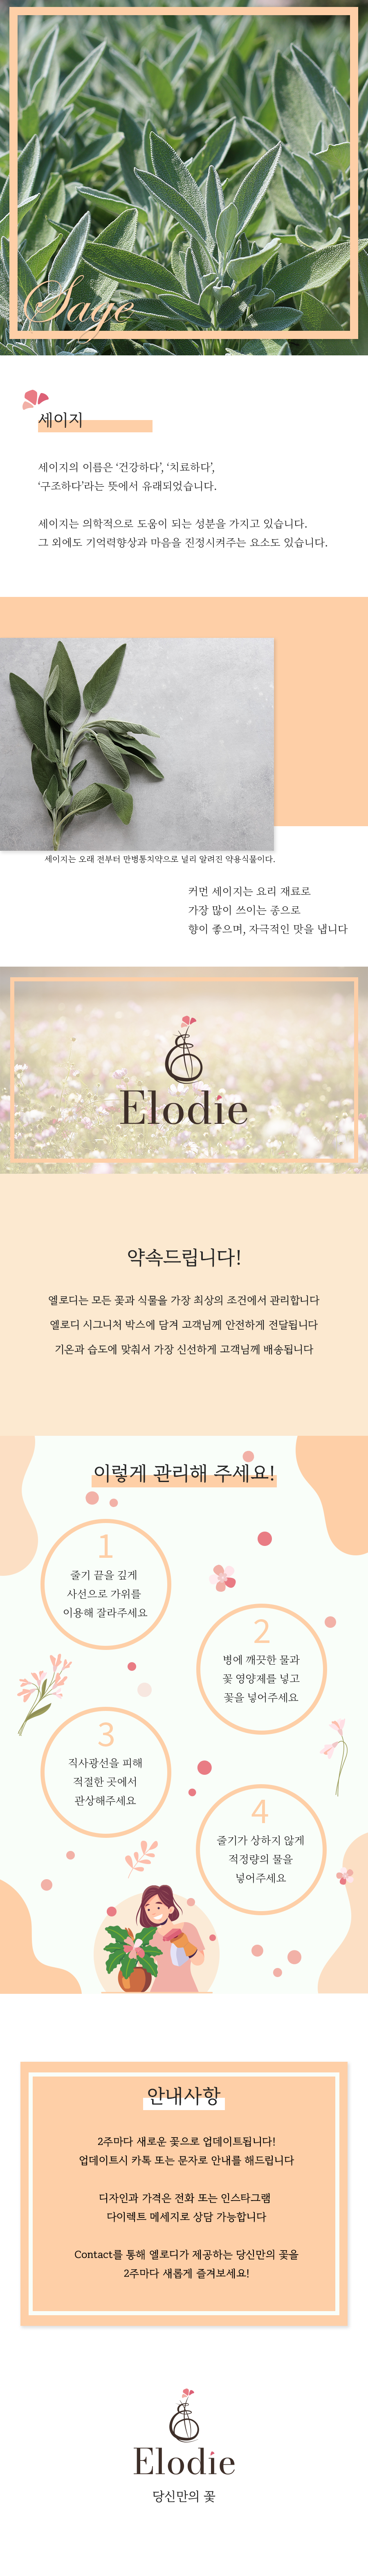 Sage
세이지
세이지의 이름은 ‘건강하다’, ‘치료하다’,
‘구조하다’라는 뜻에서 유래되었습니다.
세이지는 의학적으로 도움이 되는 성분을 가지고 있습니다.
그 외에도 기억력향상과 마음을 진정시켜주는 요소도 있습니다.
세이지는 오래 전부터 만병통치약으로 널리 알려진 약용식물이다.
커먼 세이지는 요리 재료로
가장 많이 쓰이는 종으로
향이 좋으며, 자극적인 맛을 냅니다
Elodie
약속드립니다!
엘로디는 모든 꽃과 식물을 가장 최상의 조건에서 관리합니다
엘로디 시그니처 박스에 담겨 고객님께 안전하게 전달됩니다
기온과 습도에 맞춰서 가장 신선하게 고객님께 배송됩니다
이렇게 관리해 주세요!
1
줄기 끝을 깊게
사선으로 가위를
이용해 잘라주세요
2
병에 깨끗한 물과
꽃 영양제를 넣고
꽃을 넣어주세요
3
직사광선을 피해
적절한 곳에서
관상해주세요
4
줄기가 상하지 않게
적정량의 물을
넣어주세요
안내사항
2주마다 새로운 꽃으로 업데이트됩니다!
업데이트시 카톡 또는 문자로 안내를 해드립니다
디자인과 가격은 전화 또는 인스타그램
다이렉트 메세지로 상담 가능합니다
Contact를 통해 엘로디가 제공하는 당신만의 꽃을
2주마다 새롭게 즐겨보세요!
Elodie
당신만의 꽃